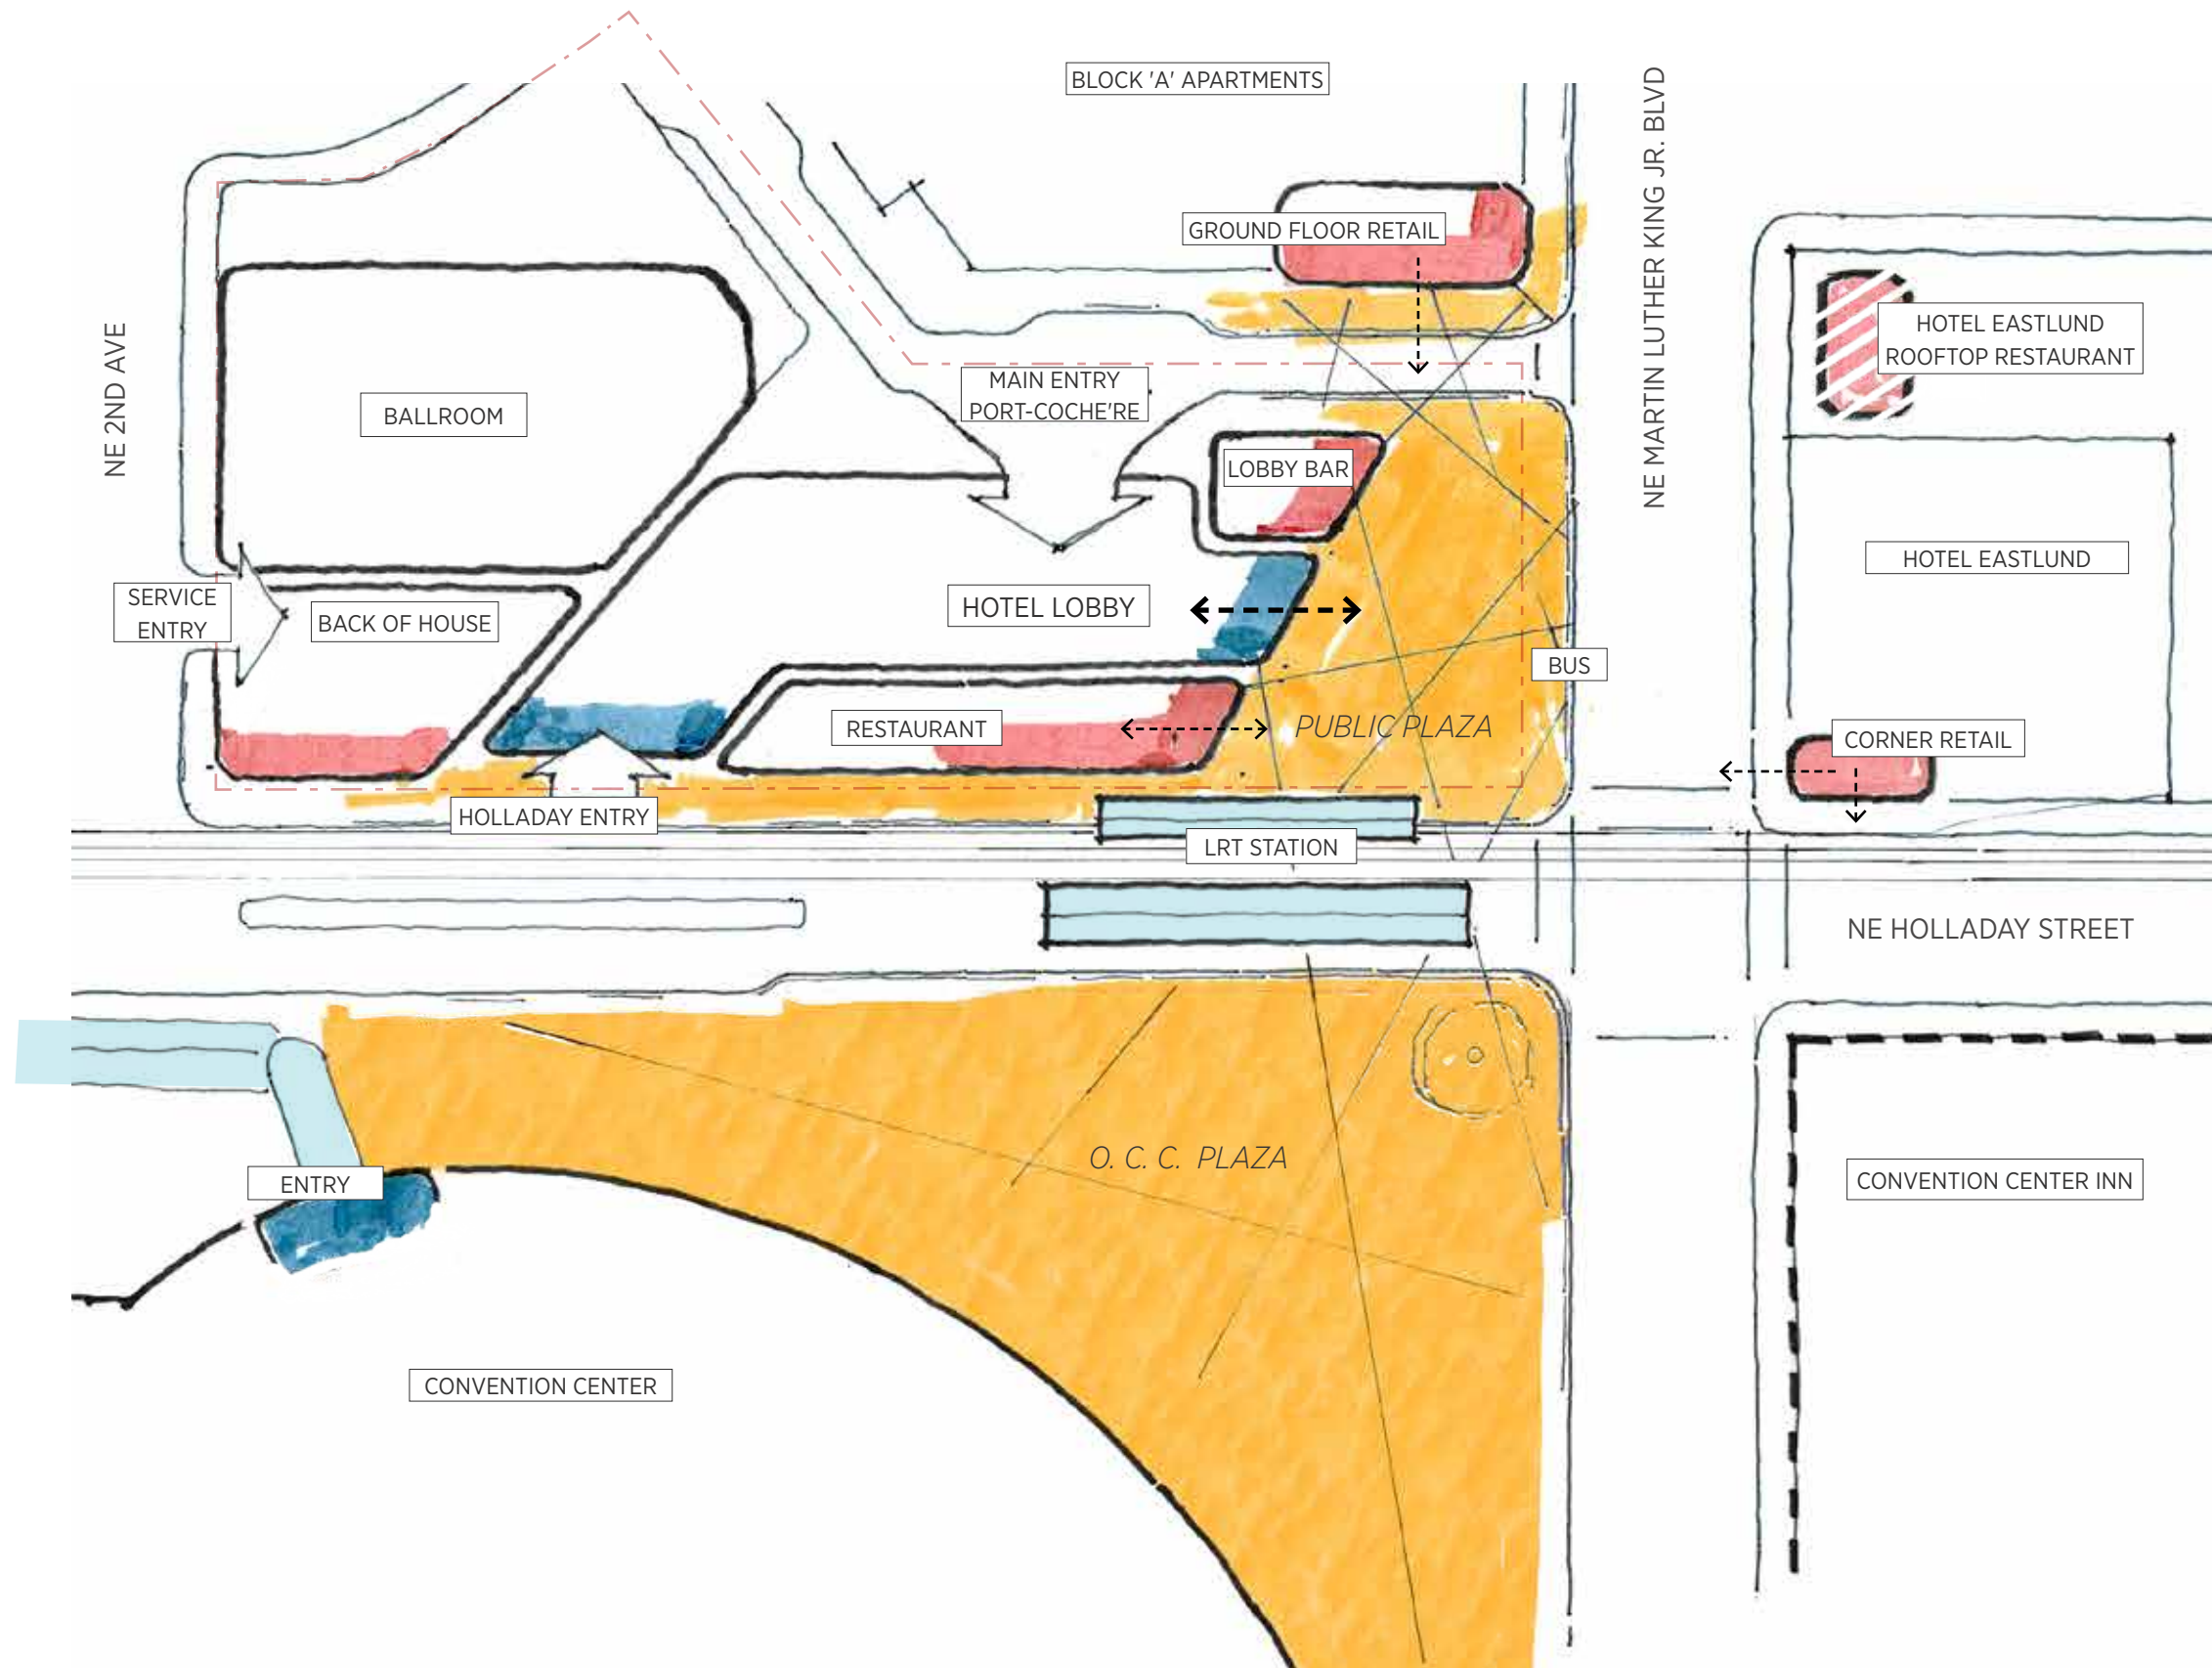 BLOCK 'A' APARTMENTS
NE MARTIN LUTHER KING JR. BLVD
GROUND FLOOR RETAIL
HOTEL EASTLUND
ROOFTOP RESTAURANT
NE 2ND AVE
MAIN ENTRY
PORT-COCHE'RE
BALLROOM
LOBBY BAR
HOTEL EASTLUND
SERVICE
ENTRY
BACK OF HOUSE
HOTEL LOBBY
BUS
RESTAURANT
PUBLIC PLAZA
CORNER RETAIL
HOLLADAY ENTRY
LRT STATION
NE HOLLADAY STREET
O. C. C. PLAZA
ENTRY
CONVENTION CENTER INN
CONVENTION CENTER